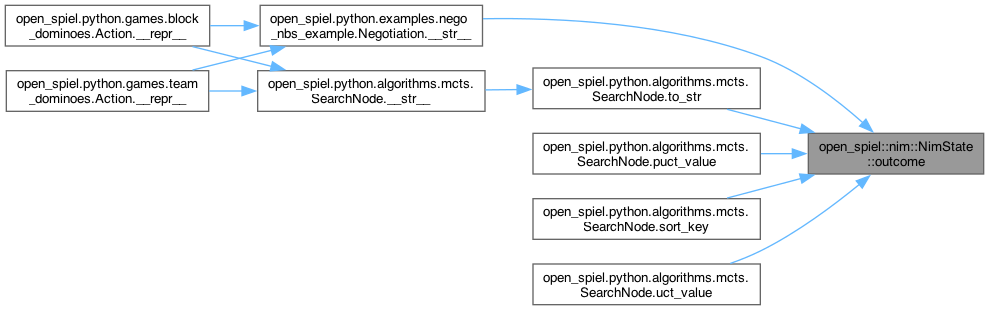 open_spiel.python.games.block
_dominoes.Action.__repr__
open_spiel.python.examples.nego
_nbs_example.Negotiation.__str__
open_spiel.python.games.team
_dominoes.Action.__repr__
open_spiel.python.algorithms.mcts.
SearchNode.__str__
open_spiel.python.algorithms.mcts.
SearchNode.to_str
open_spiel.python.algorithms.mcts.
SearchNode.puct_value
open_spiel::nim::NimState
::outcome
open_spiel.python.algorithms.mcts.
SearchNode.sort_key
open_spiel.python.algorithms.mcts.
SearchNode.uct_value